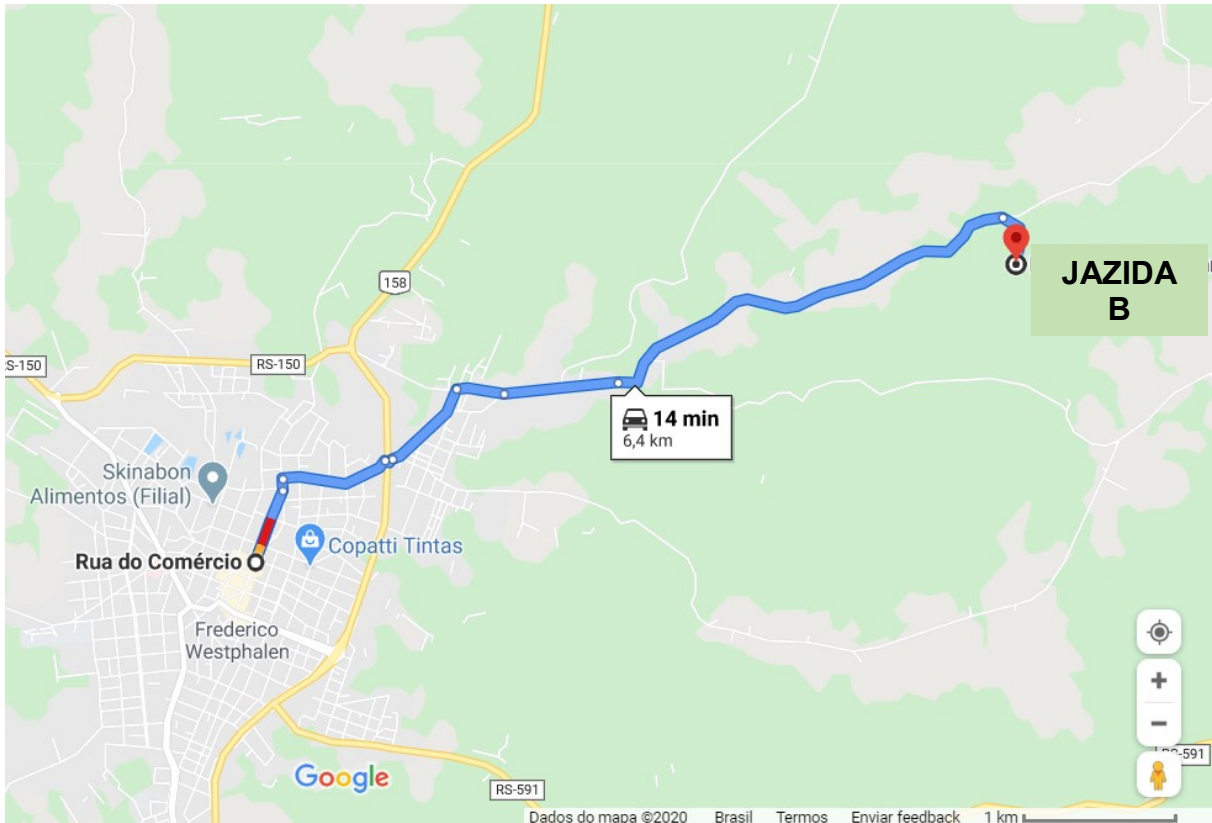 158
JAZIDA
B
RS-150
RS-150
14 min
6,4 km
Skinabon
Alimentos (Filial)
Copatti Tintas
Rua do Comércio
Frederico
Westphalen
Google
RS-591
RS-591
Dados do mapa ©2020 Brasil Termos Enviar feedback 1 km